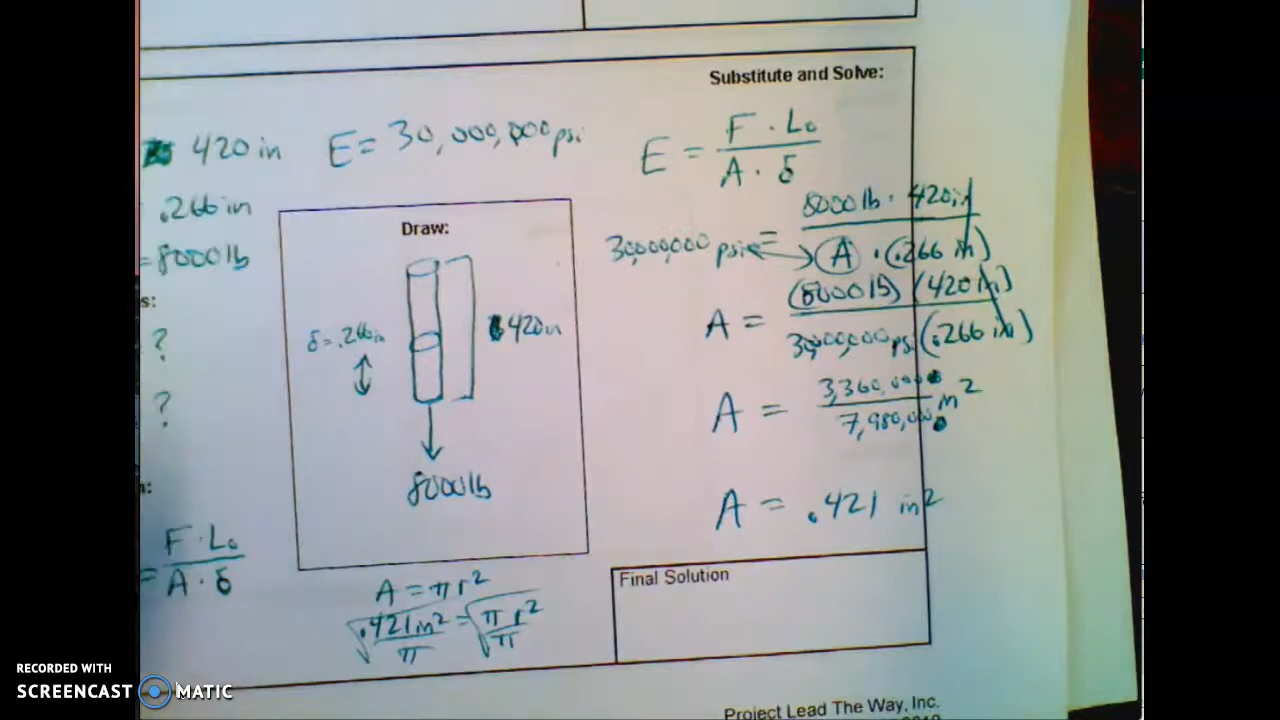 Substitute and Solve:
420 in
E = 30,000,000 psi
E = F · L₀ / A · δ
.266 in
= 8000 lb
s:
?
?
Draw:
δ = .266 in
420 in
8000 lb
30,000,000 psi = 8000 lb · 420 in / A · (.266 in)
A = (8000 lb) (420 in) / 30,000,000 psi (.266 in)
A = 3,360,000 / 7,980,000 in²
A = .421 in²
n:
= F · L₀ / A · δ
A = π r²
√.421 in² / π = √π r² / π
Final Solution
Project Lead The Way, Inc.
RECORDED WITH
SCREENCAST MATIC